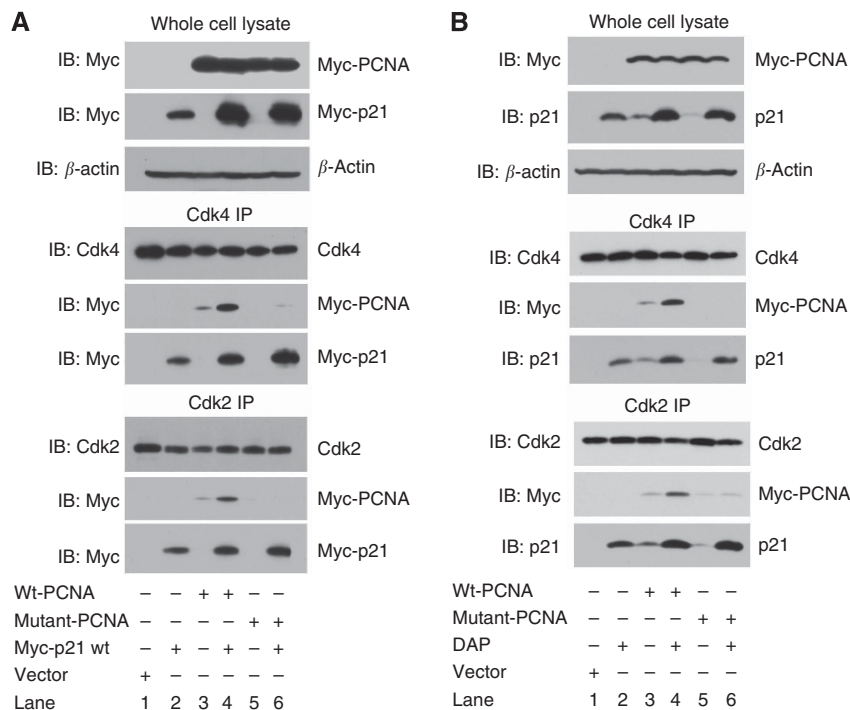 A
Whole cell lysate
IB: Myc Myc-PCNA
IB: Myc Myc-p21
IB: β-actin β-Actin
Cdk4 IP
IB: Cdk4 Cdk4
IB: Myc Myc-PCNA
IB: Myc Myc-p21
Cdk2 IP
IB: Cdk2 Cdk2
IB: Myc Myc-PCNA
IB: Myc Myc-p21
Wt-PCNA – – + + – –
Mutant-PCNA – – – – + +
Myc-p21 wt – + – + – +
Vector + – – – – –
Lane 1 2 3 4 5 6
B
Whole cell lysate
IB: Myc Myc-PCNA
IB: p21 p21
IB: β-actin β-Actin
Cdk4 IP
IB: Cdk4 Cdk4
IB: Myc Myc-PCNA
IB: p21 p21
Cdk2 IP
IB: Cdk2 Cdk2
IB: Myc Myc-PCNA
IB: p21 p21
Wt-PCNA – – + + – –
Mutant-PCNA – – – – + +
DAP – + – + – +
Vector + – – – – –
Lane 1 2 3 4 5 6